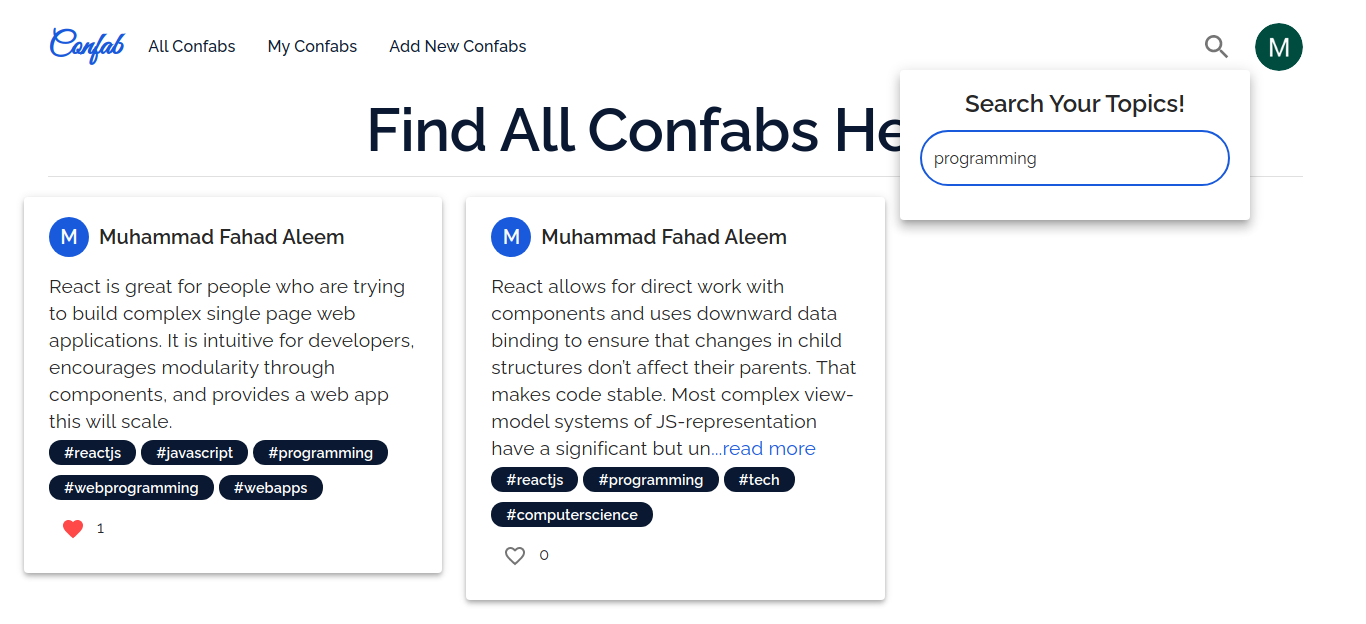 Confab All Confabs My Confabs Add New Confabs M
Search Your Topics!
Find All Confabs He
programming
M Muhammad Fahad Aleem
React is great for people who are trying
to build complex single page web
applications. It is intuitive for developers,
encourages modularity through
components, and provides a web app
this will scale.
#reactjs #javascript #programming
#webprogramming #webapps
1
M Muhammad Fahad Aleem
React allows for direct work with
components and uses downward data
binding to ensure that changes in child
structures don’t affect their parents. That
makes code stable. Most complex view-
model systems of JS-representation
have a significant but un...read more
#reactjs #programming #tech
#computerscience
0